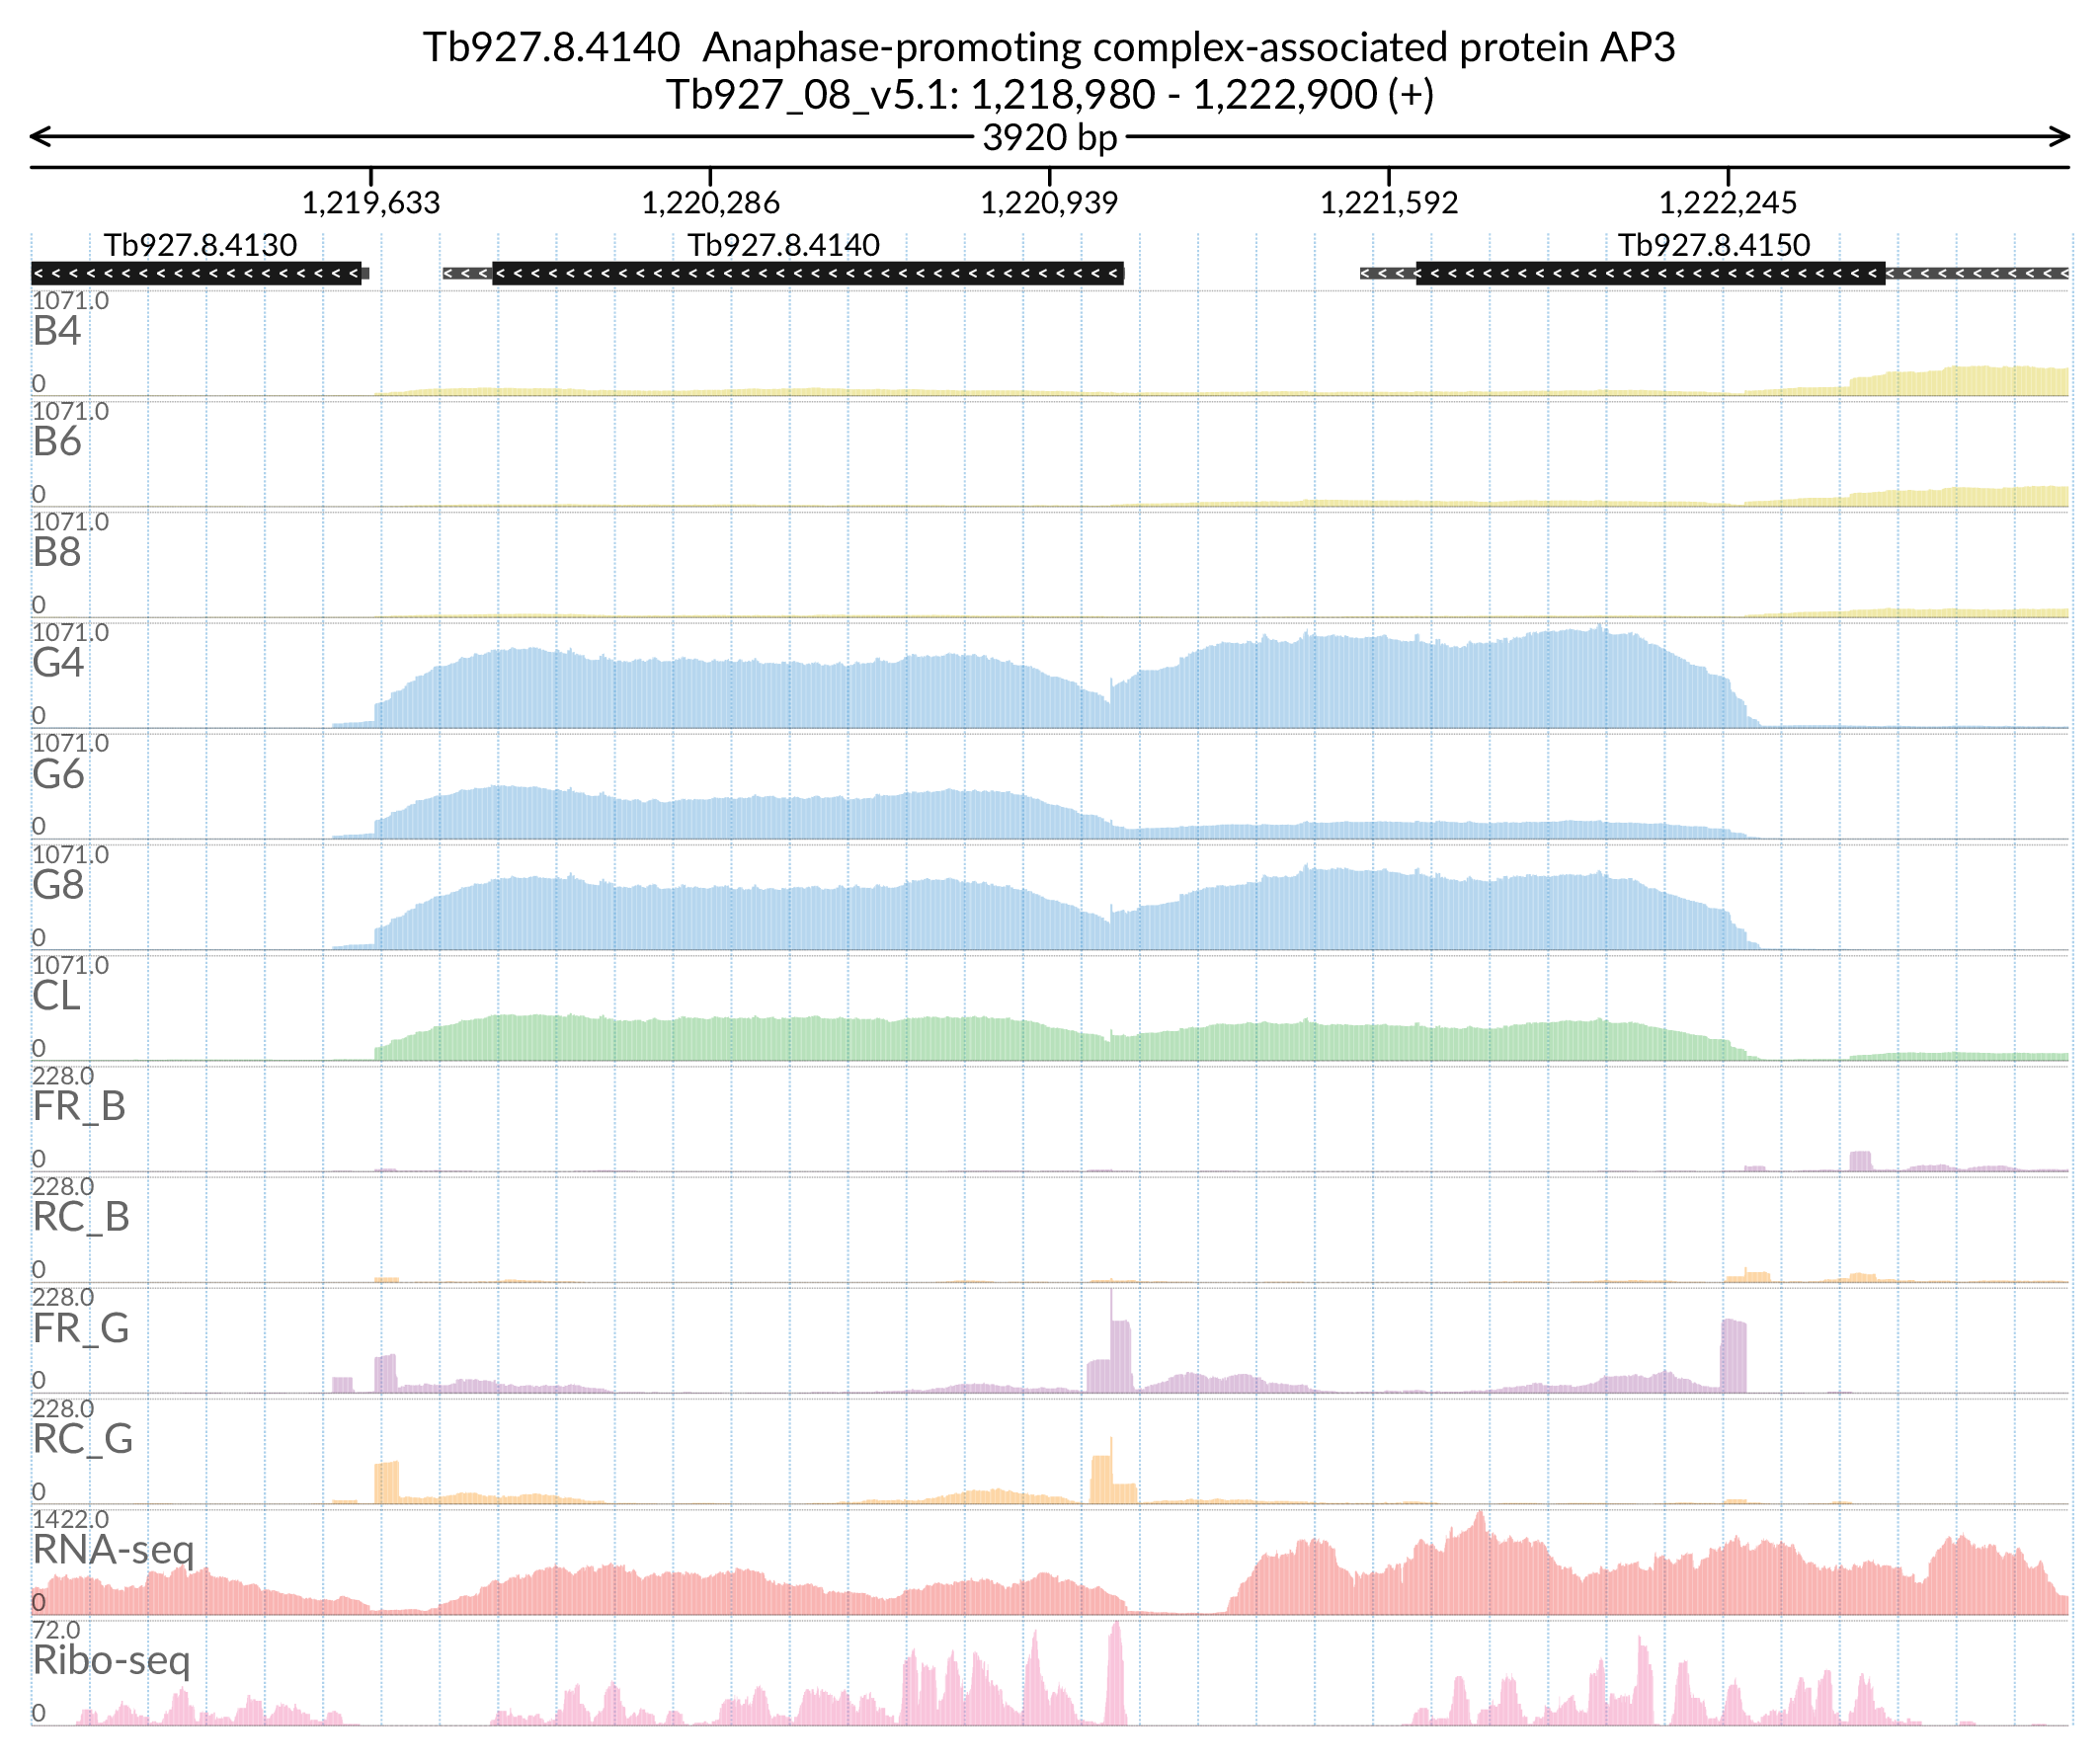 Tb927.8.4140  Anaphase-promoting complex-associated protein AP3
Tb927_08_v5.1: 1,218,980 - 1,222,900 (+)
3920 bp
1,219,633 1,220,286 1,220,939 1,221,592 1,222,245
Tb927.8.4130 Tb927.8.4140 Tb927.8.4150
1071.0
B4
0
1071.0
B6
0
1071.0
B8
0
1071.0
G4
0
1071.0
G6
0
1071.0
G8
0
1071.0
CL
0
228.0
FR_B
0
228.0
RC_B
0
228.0
FR_G
0
228.0
RC_G
0
1422.0
RNA-seq
0
72.0
Ribo-seq
0